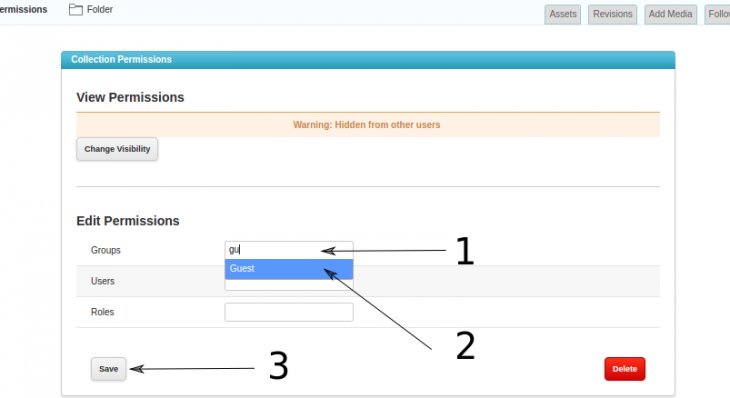 ermissions Folder Assets Revisions Add Media Follo
Collection Permissions
View Permissions
Warning: Hidden from other users
Change Visibility
Edit Permissions
Groups gu 1
Guest
Users
Roles
2
Save 3 Delete